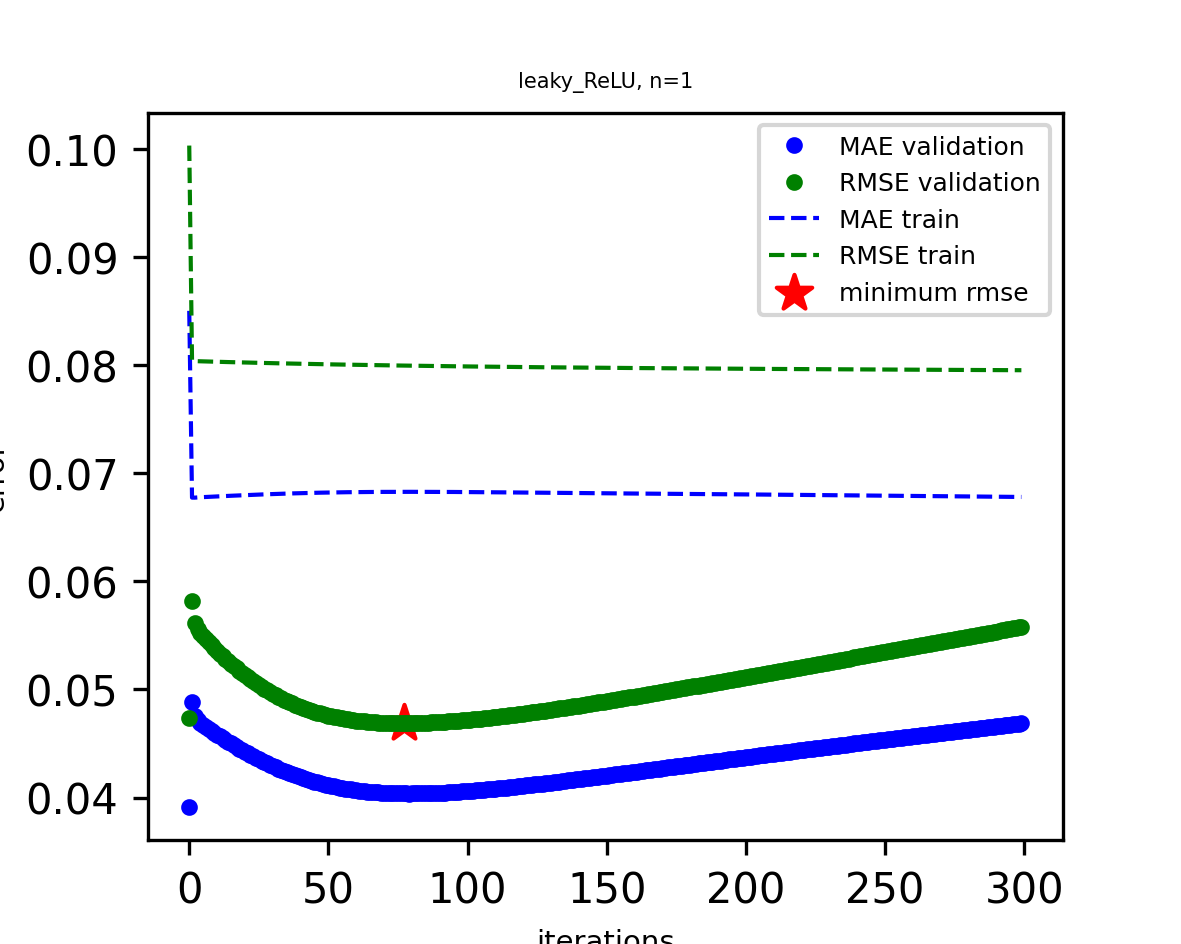 leaky_ReLU, n=1
0.10
0.09
0.08
0.07
0.06
0.05
0.04
MAE validation
RMSE validation
MAE train
RMSE train
minimum rmse
0 50 100 150 200 250 300
iterations